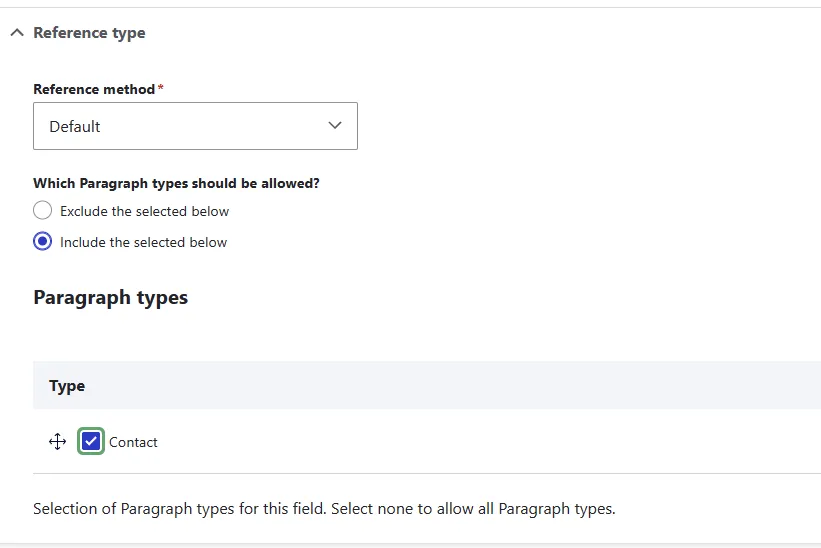 Reference type
Reference method*
Default
Which Paragraph types should be allowed?
Exclude the selected below
Include the selected below
Paragraph types
Type
Contact
Selection of Paragraph types for this field. Select none to allow all Paragraph types.